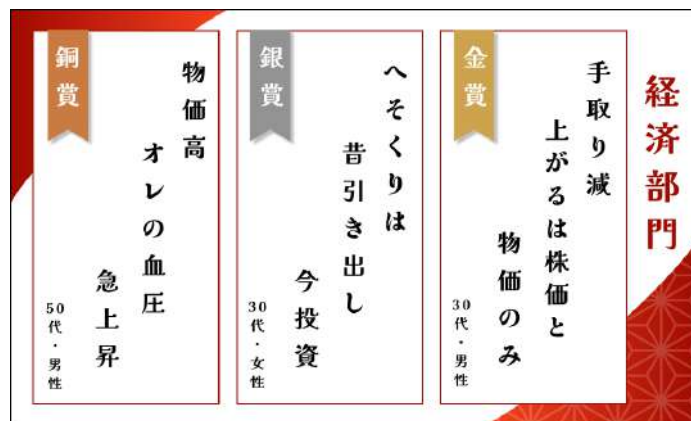 経済部門
金賞
手取り減
上がるは株価と
物価のみ
30代・男性
銀賞
へそくりは
昔引き出し
今投資
30代・女性
銅賞
物価高
オレの血圧
急上昇
50代・男性